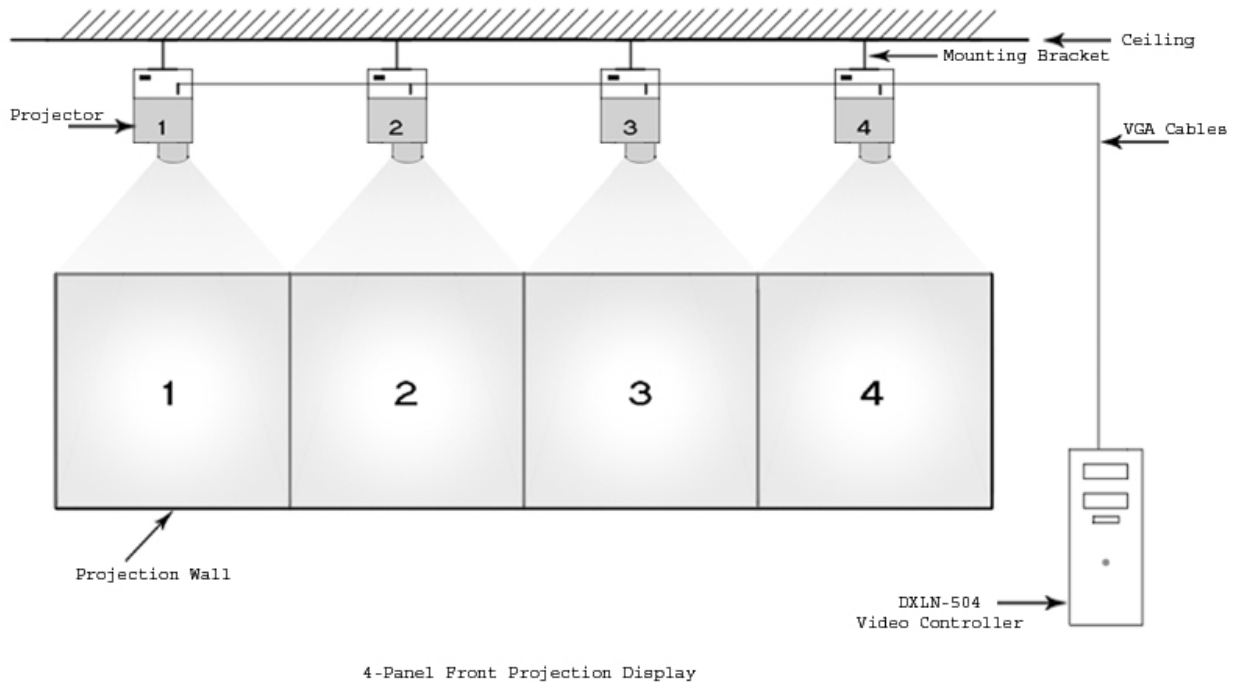 Ceiling
Mounting Bracket
Projector
1
2
3
4
VGA Cables
1
2
3
4
Projection Wall
DXLN-504
Video Controller
4-Panel Front Projection Display